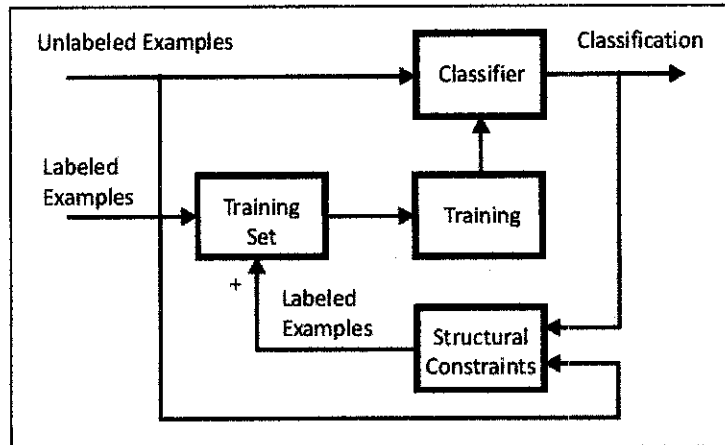 Unlabeled Examples
Classification
Classifier
Labeled
Examples
Training
Set
Training
+
Labeled
Examples
Structural
Constraints